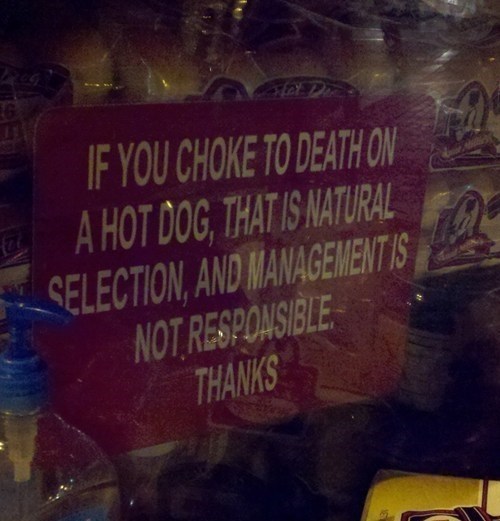 IF YOU CHOKE TO DEATH ON
A HOT DOG, THAT IS NATURAL
SELECTION, AND MANAGEMENT IS
NOT RESPONSIBLE.
THANKS